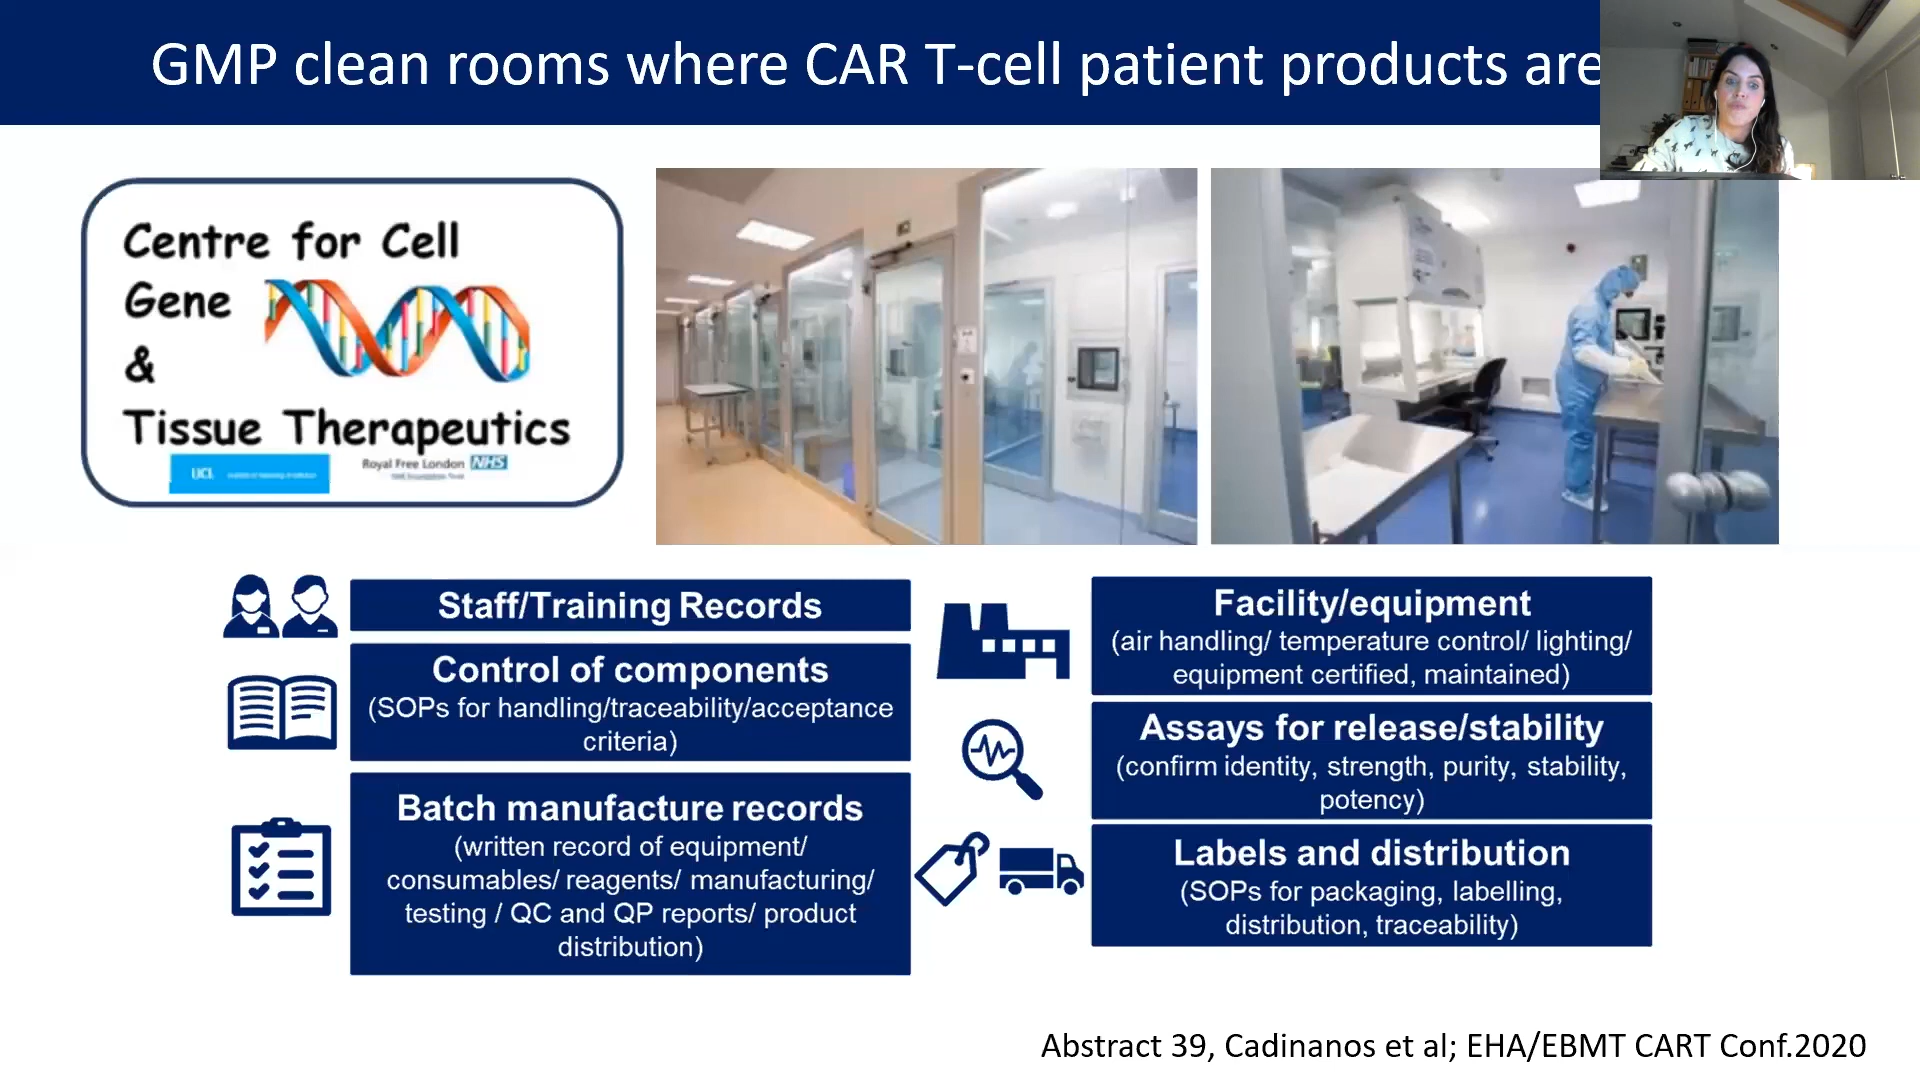 GMP clean rooms where CAR T-cell patient products are
Centre for Cell
Gene
&
Tissue Therapeutics
UCL
Royal Free London NHS
Staff/Training Records
Control of components
(SOPs for handling/traceability/acceptance
criteria)
Batch manufacture records
(written record of equipment/
consumables/ reagents/ manufacturing/
testing / QC and QP reports/ product
distribution)
Facility/equipment
(air handling/ temperature control/ lighting/
equipment certified, maintained)
Assays for release/stability
(confirm identity, strength, purity, stability,
potency)
Labels and distribution
(SOPs for packaging, labelling,
distribution, traceability)
Abstract 39, Cadinanos et al; EHA/EBMT CART Conf.2020